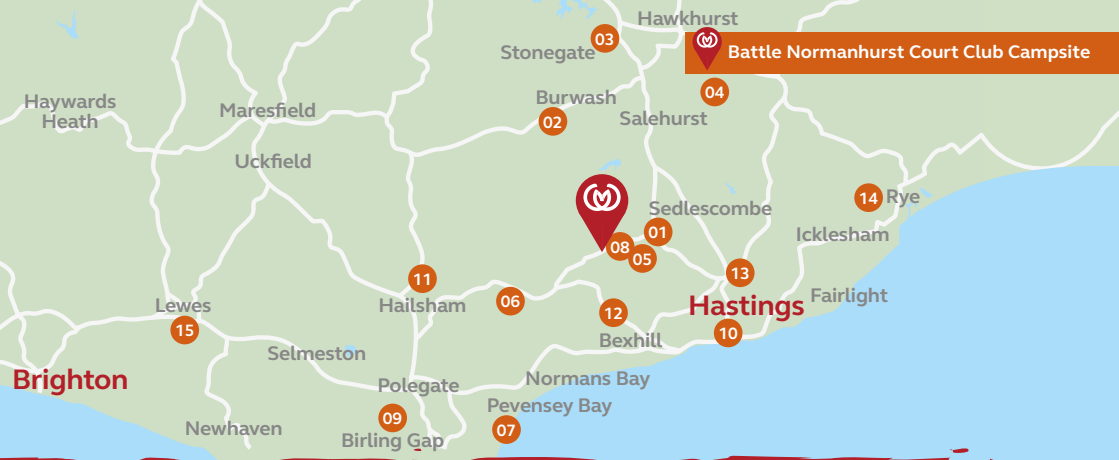 Hawkhurst
03
Stonegate
Battle Normanhurst Court Club Campsite
04
Burwash
02
Salehurst
Haywards
Heath
Maresfield
Uckfield
14
Rye
Sedlescombe
01
08
05
Icklesham
11
Hailsham
06
13
Hastings
Fairlight
12
Bexhill
10
Lewes
15
Selmeston
Brighton
Polegate
Normans Bay
Pevensey Bay
09
07
Newhaven
Birling Gap